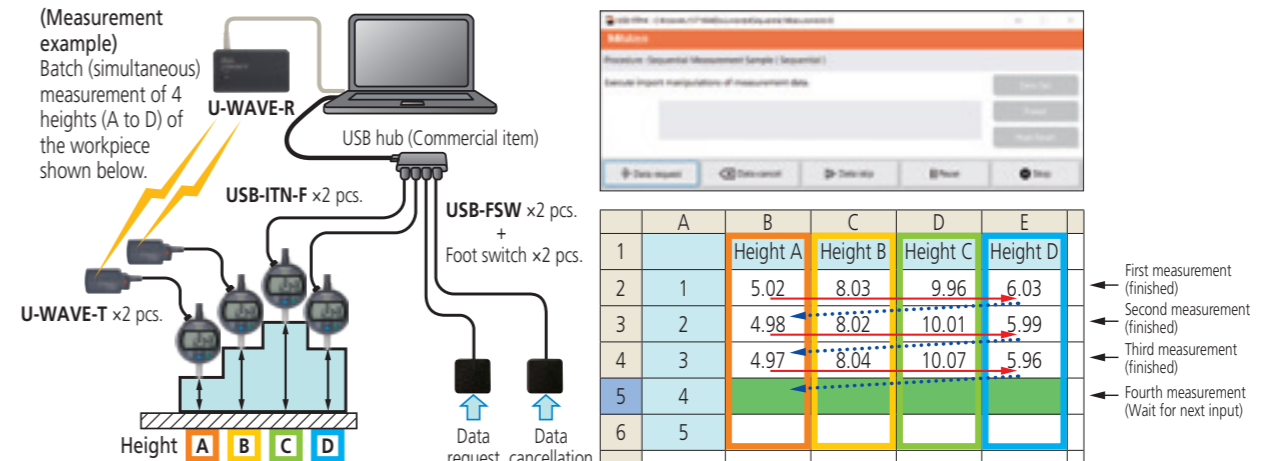 (Measurement
example)
Batch (simultaneous)
measurement of 4
heights (A to D) of
the workpiece
shown below.
U-WAVE-R
USB hub (Commercial item)
USB-ITN-F ×2 pcs.
USB-FSW ×2 pcs.
+
Foot switch ×2 pcs.
U-WAVE-T ×2 pcs.
Height A B C D
Data
request
Data
cancellation
Mitutoyo
Procedure: Sequential Measurement Sample ( Sequential )
Execute import manipulations of measurement data.
Data request Data cancel Data skip Pause Stop
A B C D E
1 Height A Height B Height C Height D
2 1 5.02 8.03 9.96 6.03
3 2 4.98 8.02 10.01 5.99
4 3 4.97 8.04 10.07 5.96
5 4
6 5
First measurement
(finished)
Second measurement
(finished)
Third measurement
(finished)
Fourth measurement
(Wait for next input)